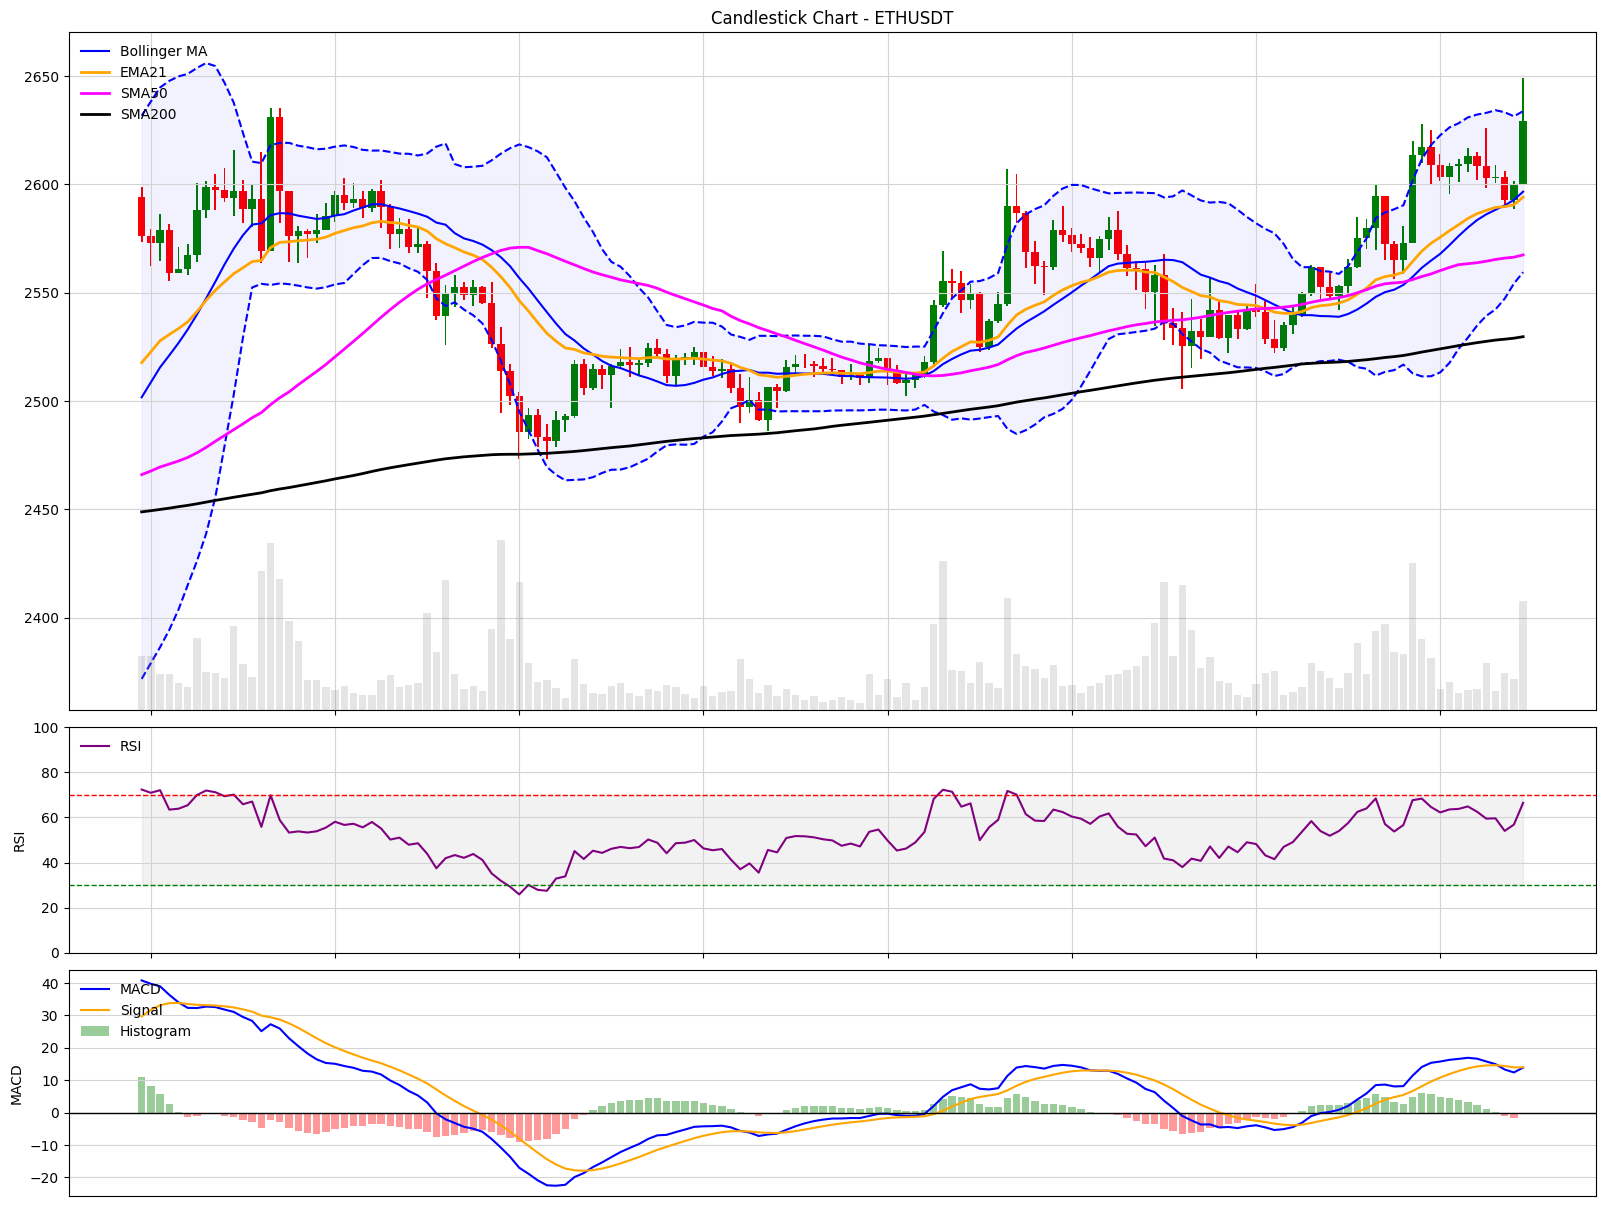 Candlestick Chart - ETHUSDT
Bollinger MA
EMA21
SMA50
SMA200
2650
2600
2550
2500
2450
2400
RSI
100
80
60
40
20
0
RSI
MACD
Signal
Histogram
40
30
20
10
0
−10
−20
MACD